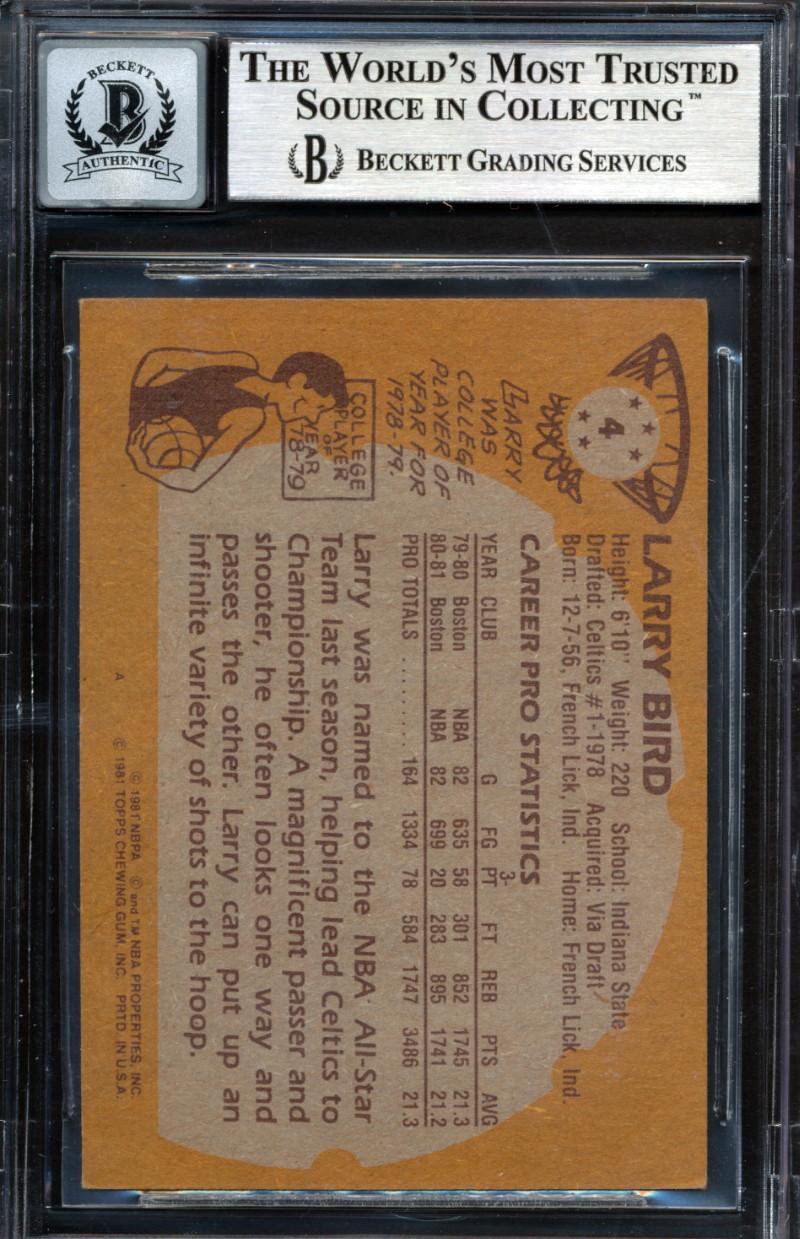 BECKETT
B
AUTHENTIC
THE WORLD'S MOST TRUSTED
SOURCE IN COLLECTING™
B BECKETT GRADING SERVICES
4
LARRY BIRD
Height: 6'10" Weight: 220 School: Indiana State
Drafted: Celtics #1-1978 Acquired: Via Draft
Born: 12-7-56, French Lick, Ind. Home: French Lick, Ind.
CAREER PRO STATISTICS
YEAR CLUB G FG 3-PT FT REB PTS AVG
79-80 Boston NBA 82 635 58 301 852 1745 21.3
80-81 Boston NBA 82 699 20 283 895 1741 21.2
PRO TOTALS ......... 164 1334 78 584 1747 3486 21.3
Larry was named to the NBA All-Star
Team last season, helping lead Celtics to
Championship. A magnificent passer and
shooter, he often looks one way and
passes the other. Larry can put up an
infinite variety of shots to the hoop.
LARRY
WAS
COLLEGE
PLAYER OF
YEAR FOR
1978-79.
COLLEGE
PLAYER
OF
YEAR
78-79
© 1981 NBPA © and TM NBA PROPERTIES, INC.
A © 1981 TOPPS CHEWING GUM, INC. PRTD. IN U.S.A.